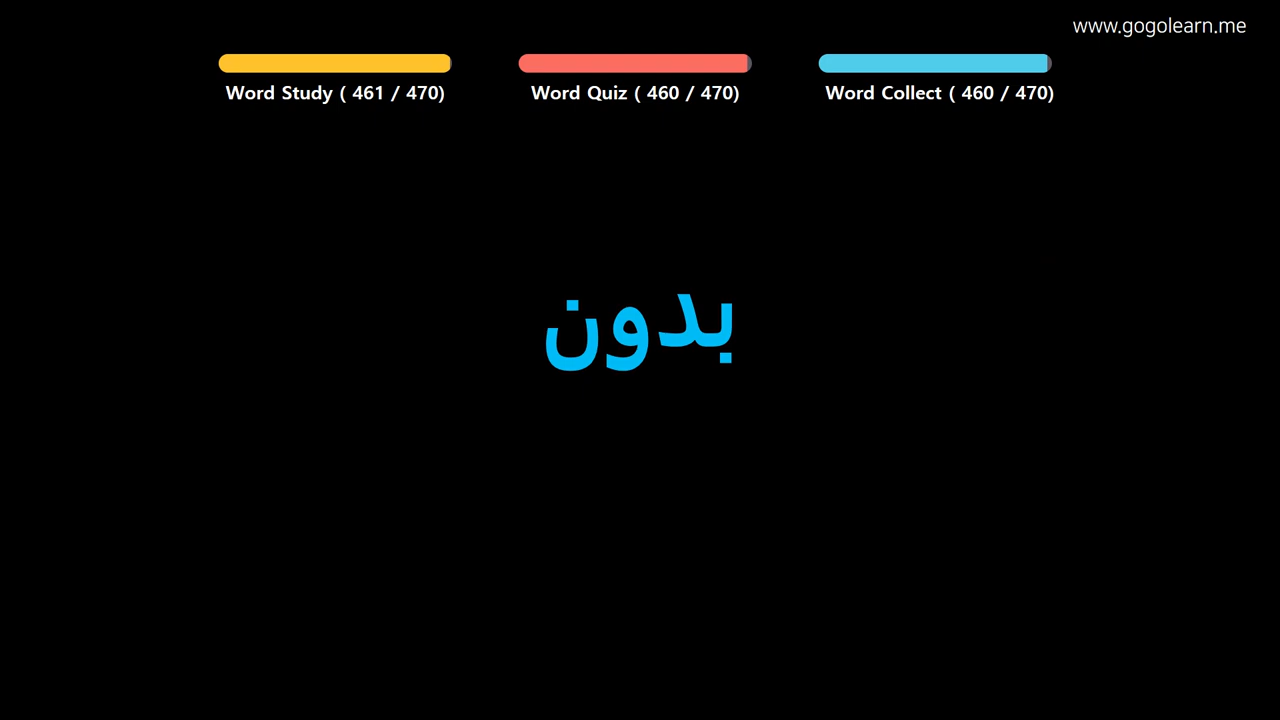 www.gogolearn.me
Word Study ( 461 / 470)
Word Quiz ( 460 / 470)
Word Collect ( 460 / 470)
بدون